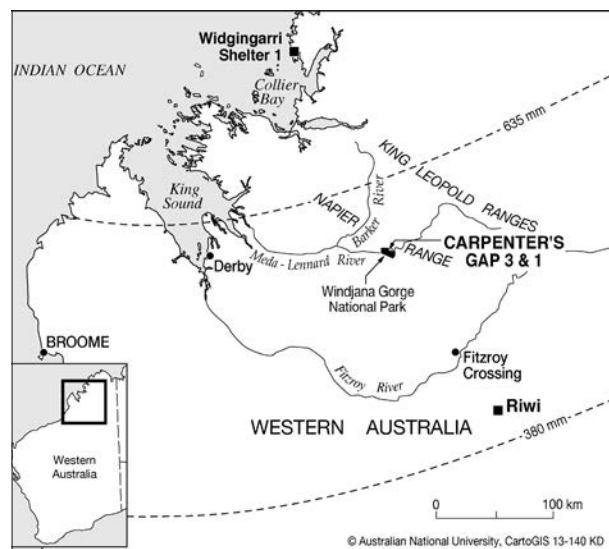 Widgingarri
Shelter 1
INDIAN OCEAN
Collier
Bay
635 mm
KING LEOPOLD RANGES
King
Sound
NAPIER
RANGE
Barker
River
CARPENTER'S
GAP 3 & 1
Derby
Meda - Lennard River
Windjana Gorge
National Park
BROOME
Fitzroy
Crossing
Fitzroy River
Riwi
WESTERN AUSTRALIA
380 mm
Western
Australia
0
100 km
© Australian National University, CartoGIS 13-140 KD